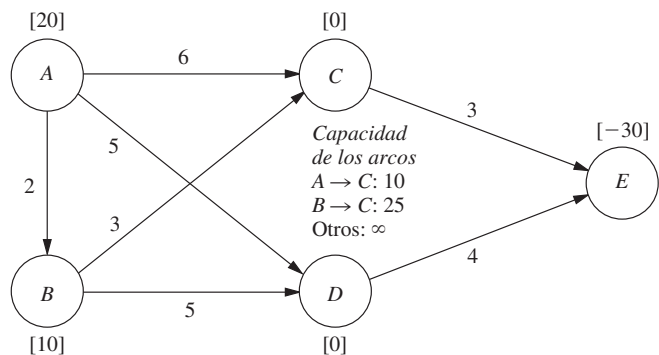 [20]
[0]
A
6
C
5
3
Capacidad
de los arcos
A → C: 10
B → C: 25
Otros: ∞
[−30]
E
2
3
4
B
5
D
[10]
[0]